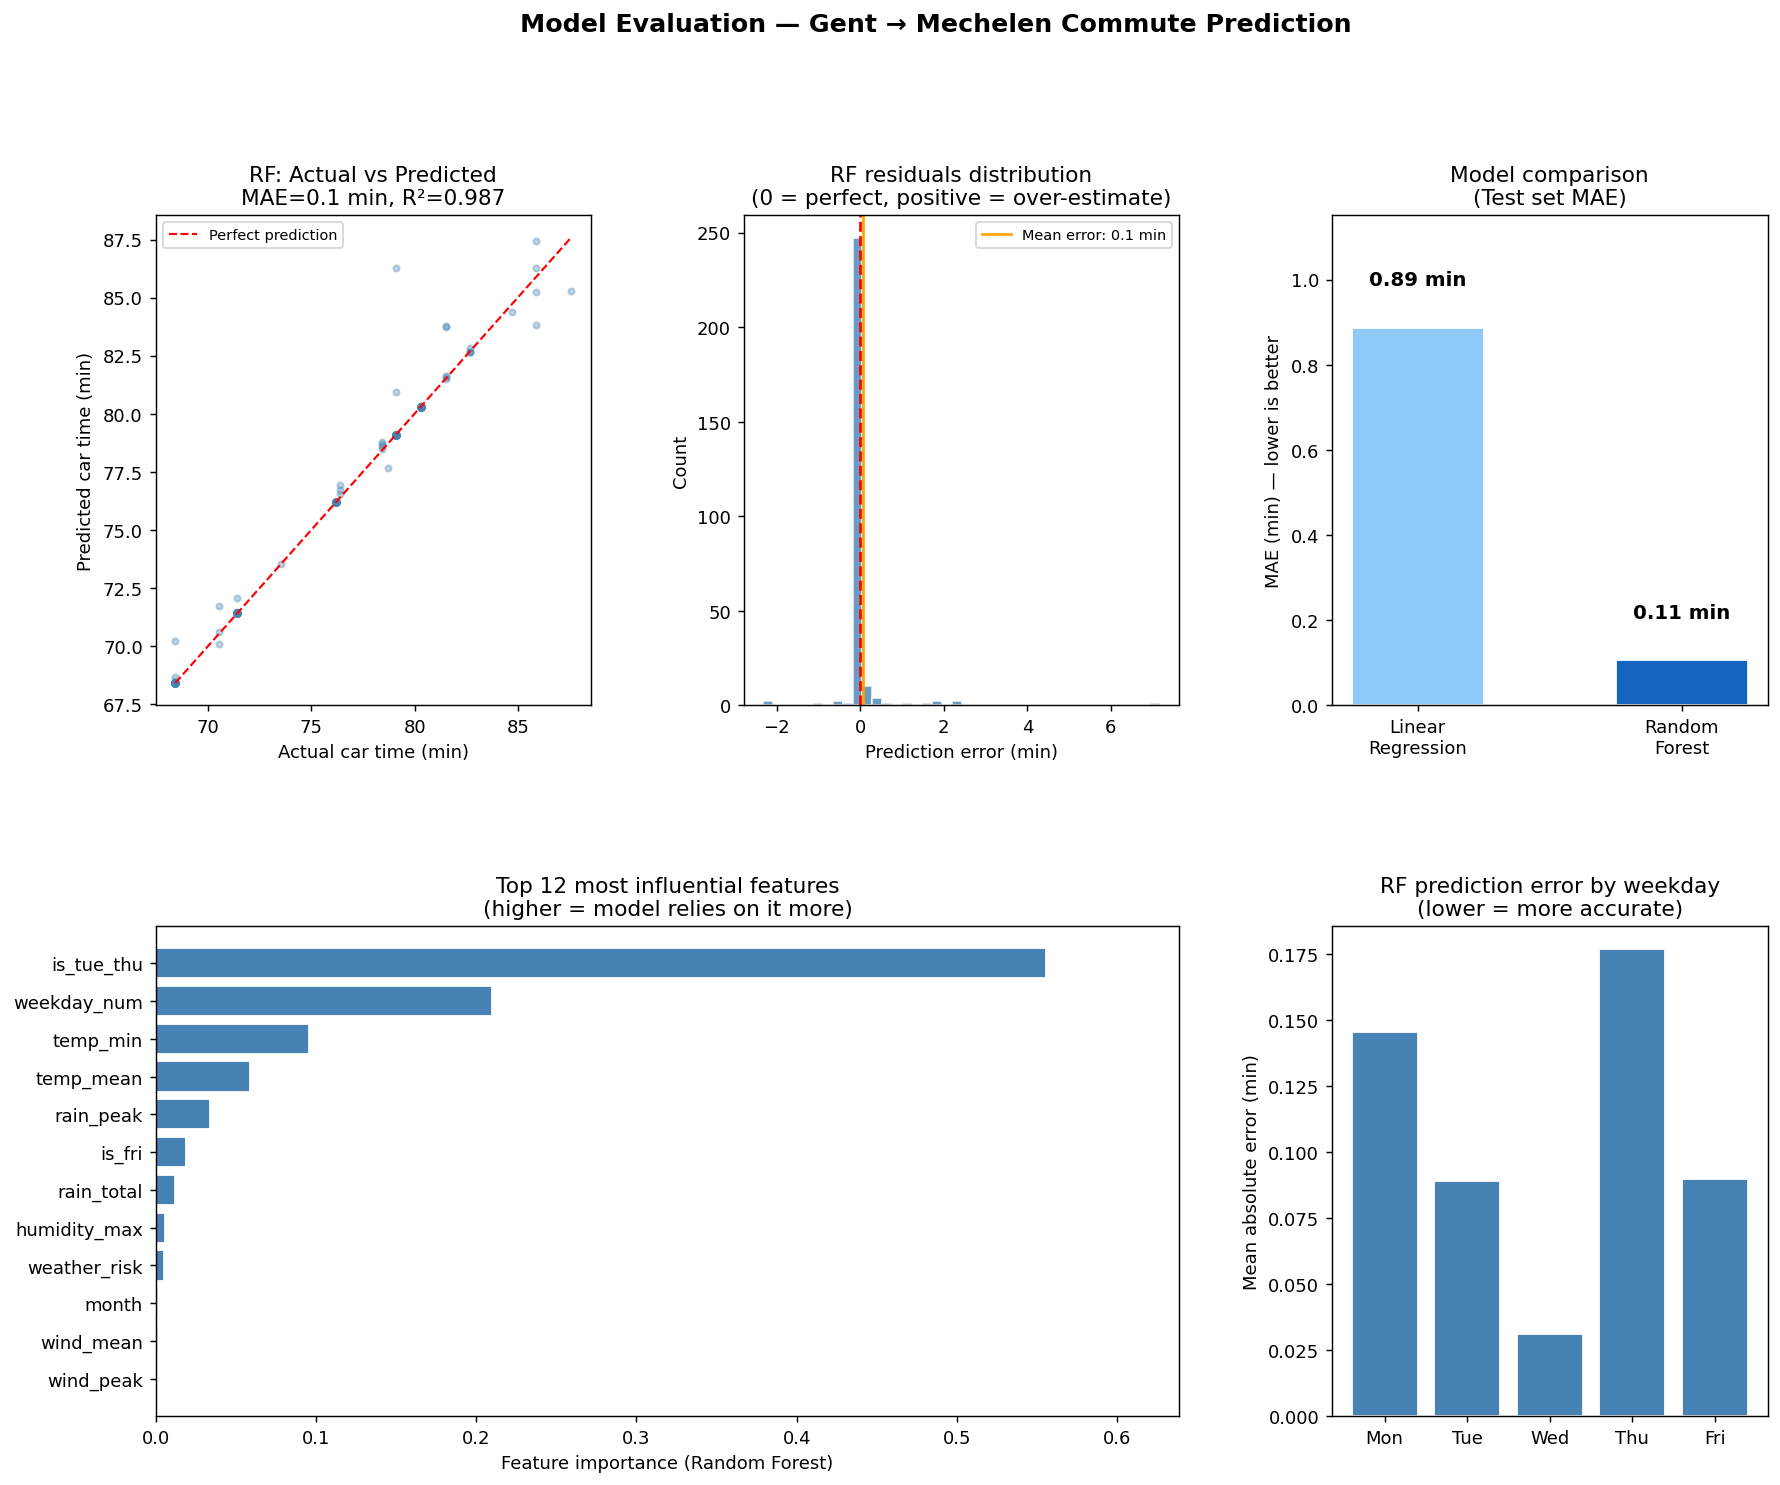 Model Evaluation — Gent → Mechelen Commute Prediction
RF: Actual vs Predicted
MAE=0.1 min, R²=0.987
Perfect prediction
87.5
85.0
82.5
80.0
77.5
75.0
72.5
70.0
67.5
Predicted car time (min)
70
75
80
85
Actual car time (min)
RF residuals distribution
(0 = perfect, positive = over-estimate)
Mean error: 0.1 min
250
200
150
100
50
0
Count
−2
0
2
4
6
Prediction error (min)
Model comparison
(Test set MAE)
1.0
0.8
0.6
0.4
0.2
0.0
MAE (min) — lower is better
0.89 min
0.11 min
Linear
Regression
Random
Forest
Top 12 most influential features
(higher = model relies on it more)
is_tue_thu
weekday_num
temp_min
temp_mean
rain_peak
is_fri
rain_total
humidity_max
weather_risk
month
wind_mean
wind_peak
0.0
0.1
0.2
0.3
0.4
0.5
0.6
Feature importance (Random Forest)
RF prediction error by weekday
(lower = more accurate)
0.175
0.150
0.125
0.100
0.075
0.050
0.025
0.000
Mean absolute error (min)
Mon
Tue
Wed
Thu
Fri